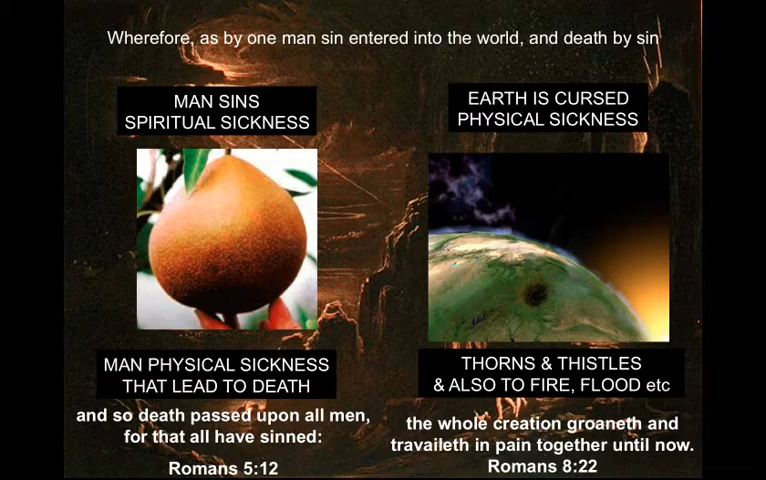 Wherefore, as by one man sin entered into the world, and death by sin
MAN SINS
SPIRITUAL SICKNESS
EARTH IS CURSED
PHYSICAL SICKNESS
MAN PHYSICAL SICKNESS
THAT LEAD TO DEATH
THORNS & THISTLES
& ALSO TO FIRE, FLOOD etc
and so death passed upon all men,
for that all have sinned:
Romans 5:12
the whole creation groaneth and
travaileth in pain together until now.
Romans 8:22